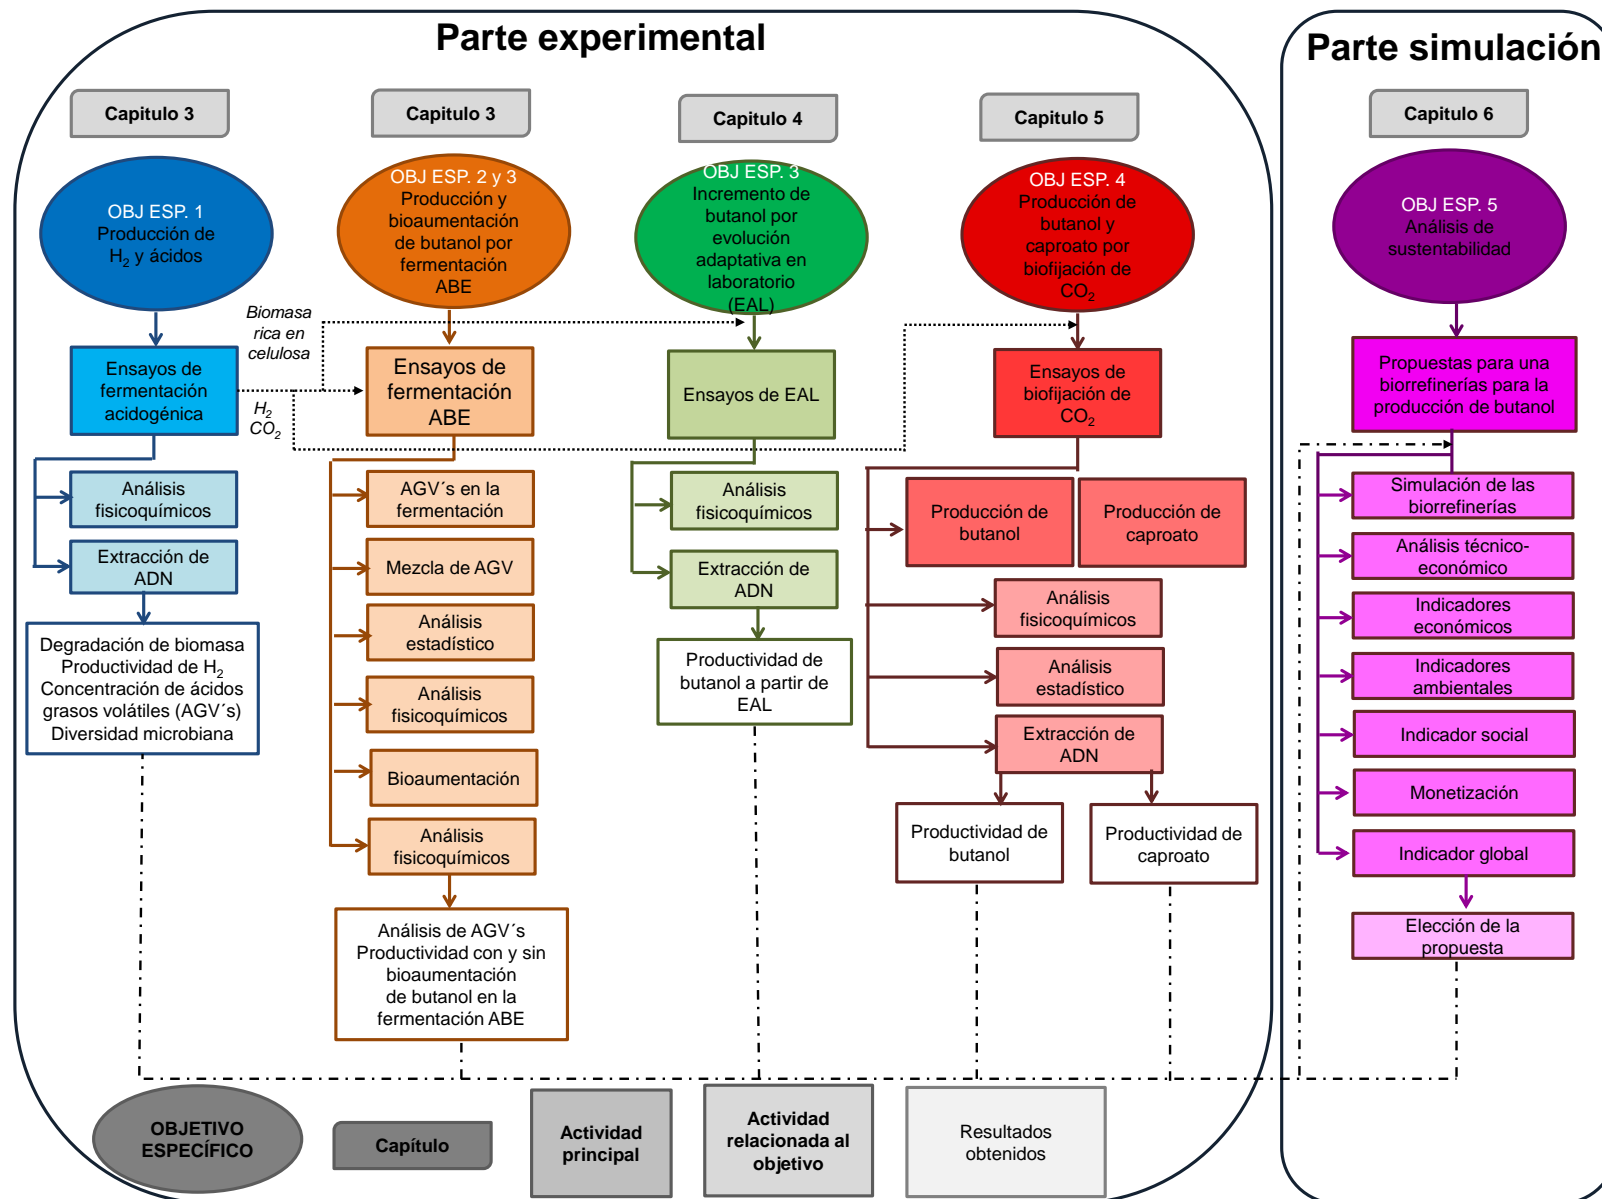 Parte experimental
Parte simulación
Capitulo 3
Capitulo 3
Capitulo 4
Capitulo 5
Capitulo 6
OBJ ESP. 1
Producción de
H₂ y ácidos
OBJ ESP. 2 y 3
Producción y
bioaumentación
de butanol por
fermentación
ABE
OBJ ESP. 3
Incremento de
butanol por
evolución
adaptativa en
laboratorio
(EAL)
OBJ ESP. 4
Producción de
butanol y
caproato por
biofijación de
CO₂
OBJ ESP. 5
Análisis de
sustentabilidad
Biomasa
rica en
celulosa
H₂
CO₂
Ensayos de
fermentación
acidogénica
Ensayos de
fermentación
ABE
Ensayos de EAL
Ensayos de
biofijación de
CO₂
Propuestas para una
biorrefinerías para la
producción de butanol
Análisis
fisicoquímicos
Extracción de
ADN
Degradación de biomasa
Productividad de H₂
Concentración de ácidos
grasos volátiles (AGV´s)
Diversidad microbiana
AGV´s en la
fermentación
Mezcla de AGV
Análisis
estadístico
Análisis
fisicoquímicos
Bioaumentación
Análisis
fisicoquímicos
Análisis de AGV´s
Productividad con y sin
bioaumentación
de butanol en la
fermentación ABE
Análisis
fisicoquímicos
Extracción de
ADN
Productividad de
butanol a partir de
EAL
Producción de
butanol
Producción de
caproato
Análisis
fisicoquímicos
Análisis
estadístico
Extracción de
ADN
Productividad de
butanol
Productividad de
caproato
Simulación de las
biorrefinerías
Análisis técnico-
económico
Indicadores
económicos
Indicadores
ambientales
Indicador social
Monetización
Indicador global
Elección de la
propuesta
OBJETIVO
ESPECÍFICO
Capítulo
Actividad
principal
Actividad
relacionada al
objetivo
Resultados
obtenidos